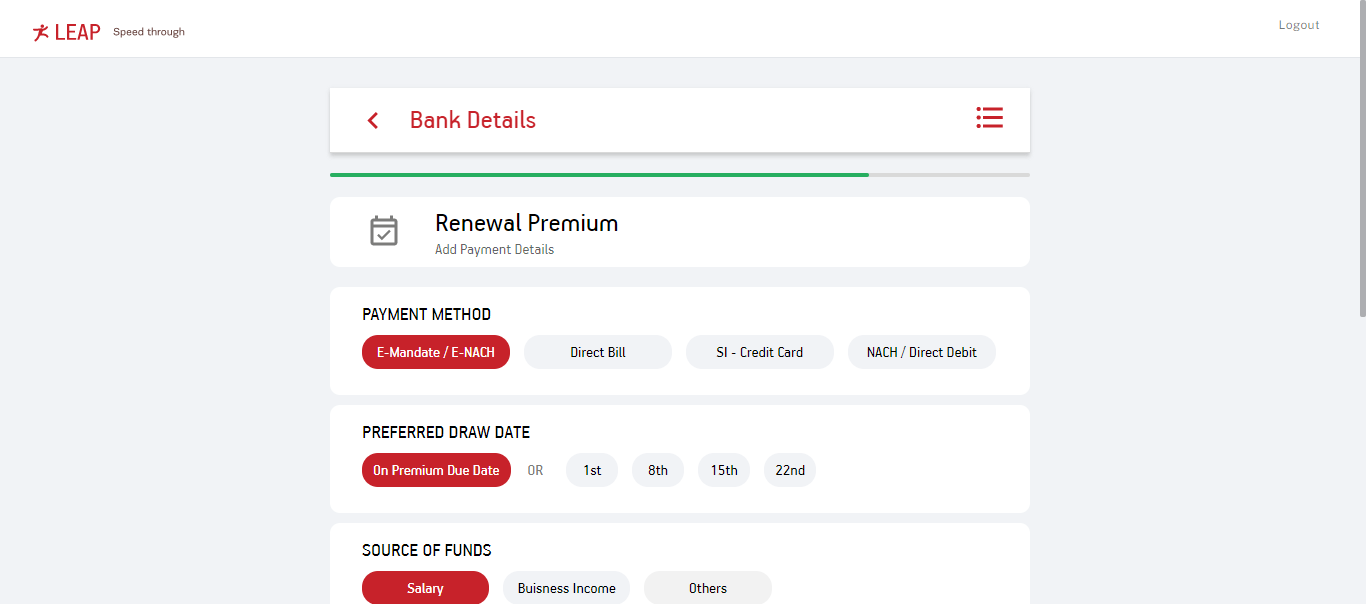 LEAP Speed through Logout
Bank Details
Renewal Premium
Add Payment Details
PAYMENT METHOD
E-Mandate / E-NACH Direct Bill SI - Credit Card NACH / Direct Debit
PREFERRED DRAW DATE
On Premium Due Date OR 1st 8th 15th 22nd
SOURCE OF FUNDS
Salary Buisness Income Others